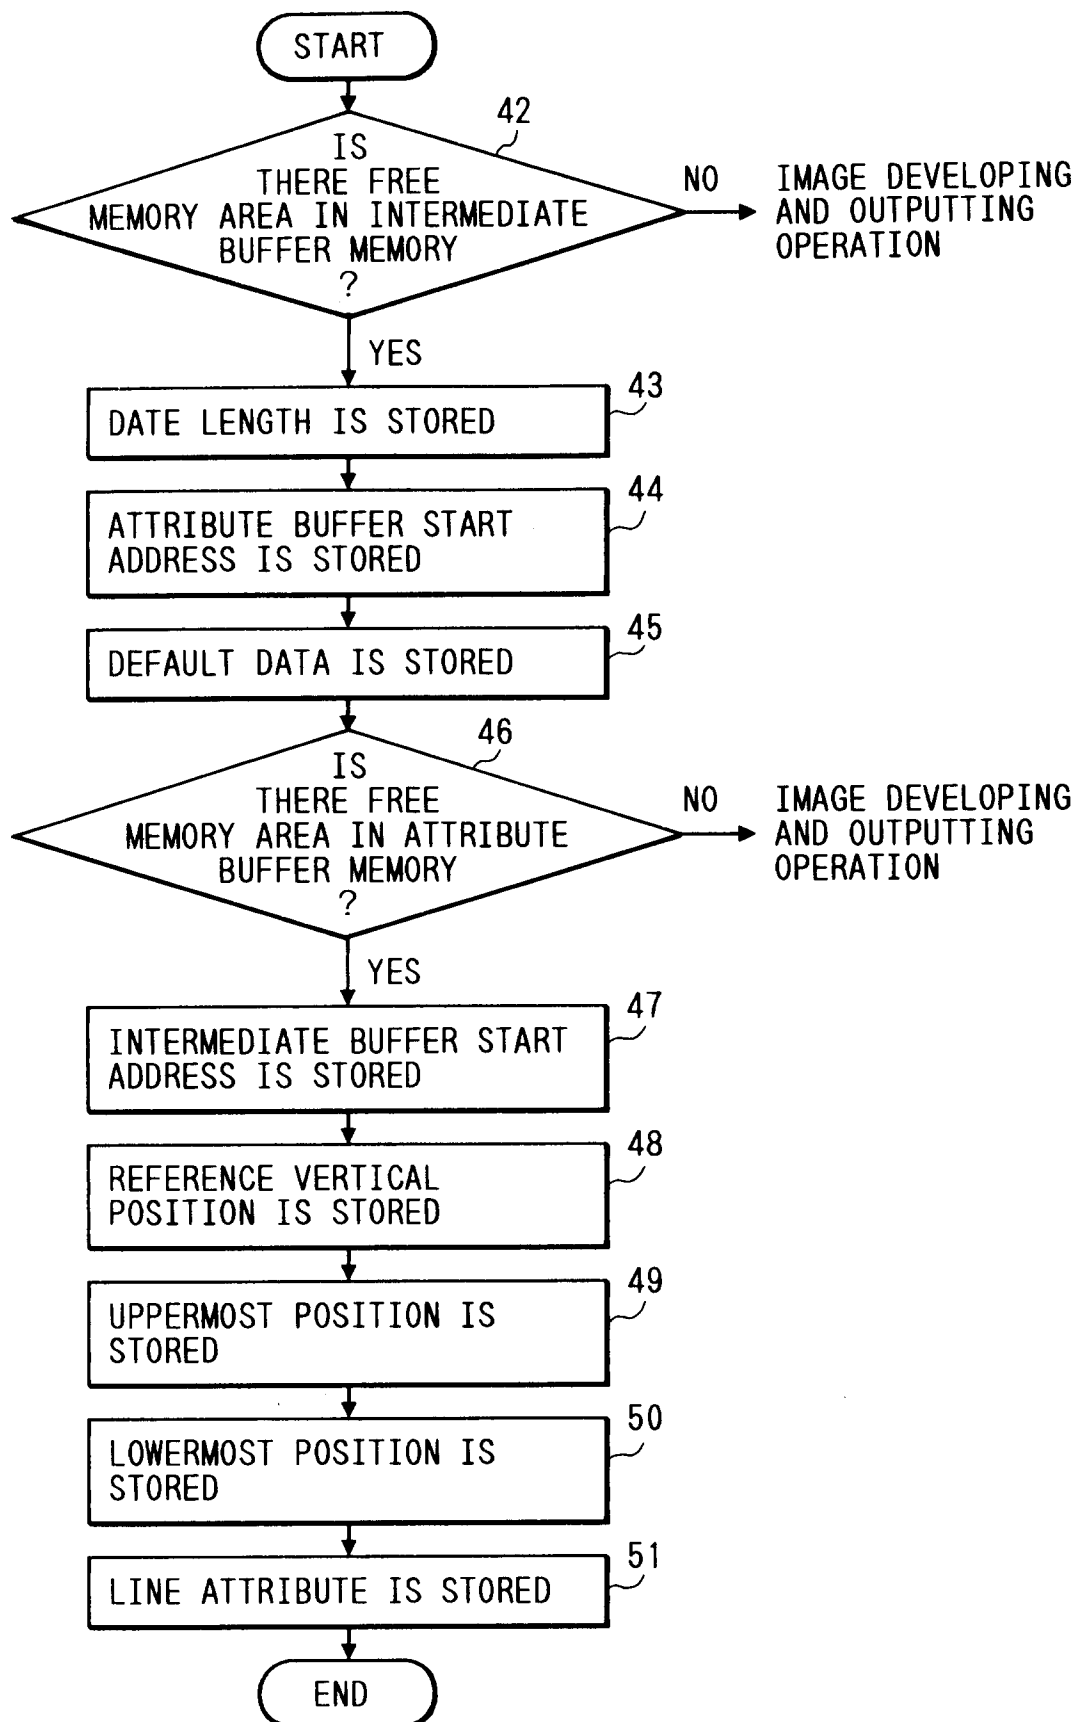 START
42
IS
THERE FREE
MEMORY AREA IN INTERMEDIATE
BUFFER MEMORY
?
NO
IMAGE DEVELOPING
AND OUTPUTTING
OPERATION
YES
43
DATE LENGTH IS STORED
44
ATTRIBUTE BUFFER START
ADDRESS IS STORED
45
DEFAULT DATA IS STORED
46
IS
THERE FREE
MEMORY AREA IN ATTRIBUTE
BUFFER MEMORY
?
NO
IMAGE DEVELOPING
AND OUTPUTTING
OPERATION
YES
47
INTERMEDIATE BUFFER START
ADDRESS IS STORED
48
REFERENCE VERTICAL
POSITION IS STORED
49
UPPERMOST POSITION IS
STORED
50
LOWERMOST POSITION IS
STORED
51
LINE ATTRIBUTE IS STORED
END